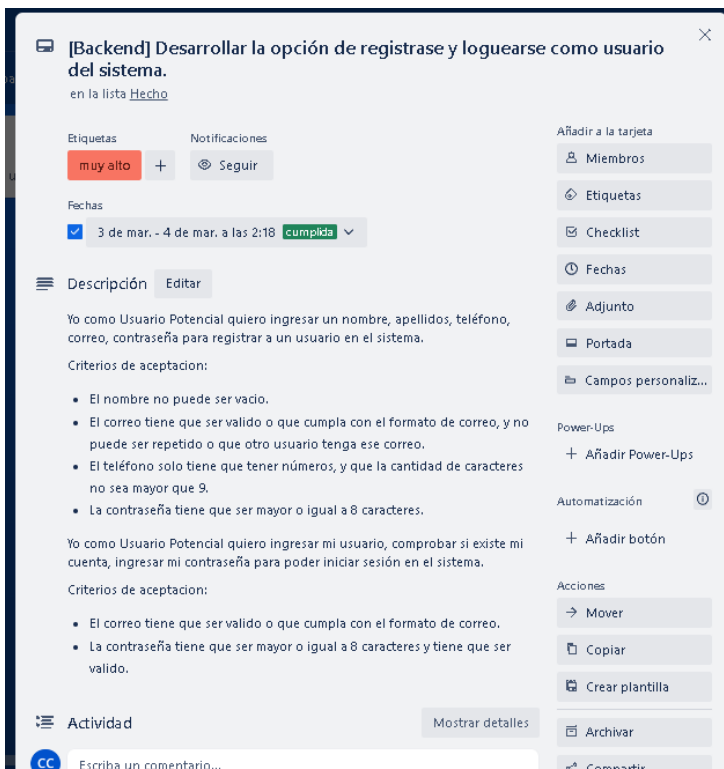 [Backend] Desarrollar la opción de registrase y loguearse como usuario
del sistema.
en la lista Hecho
Etiquetas
Notificaciones
muy alto
+
Seguir
Fechas
3 de mar. - 4 de mar. a las 2:18 cumplida
Descripción
Editar
Yo como Usuario Potencial quiero ingresar un nombre, apellidos, teléfono,
correo, contraseña para registrar a un usuario en el sistema.
Criterios de aceptacion:
• El nombre no puede ser vacio.
• El correo tiene que ser valido o que cumpla con el formato de correo, y no
puede ser repetido o que otro usuario tenga ese correo.
• El teléfono solo tiene que tener números, y que la cantidad de caracteres
no sea mayor que 9.
• La contraseña tiene que ser mayor o igual a 8 caracteres.
Yo como Usuario Potencial quiero ingresar mi usuario, comprobar si existe mi
cuenta, ingresar mi contraseña para poder iniciar sesión en el sistema.
Criterios de aceptacion:
• El correo tiene que ser valido o que cumpla con el formato de correo.
• La contraseña tiene que ser mayor o igual a 8 caracteres y tiene que ser
valido.
Actividad
Mostrar detalles
CC
Escriba un comentario...
Añadir a la tarjeta
Miembros
Etiquetas
Checklist
Fechas
Adjunto
Portada
Campos personaliz...
Power-Ups
+ Añadir Power-Ups
Automatización
+ Añadir botón
Acciones
Mover
Copiar
Crear plantilla
Archivar
Compartir